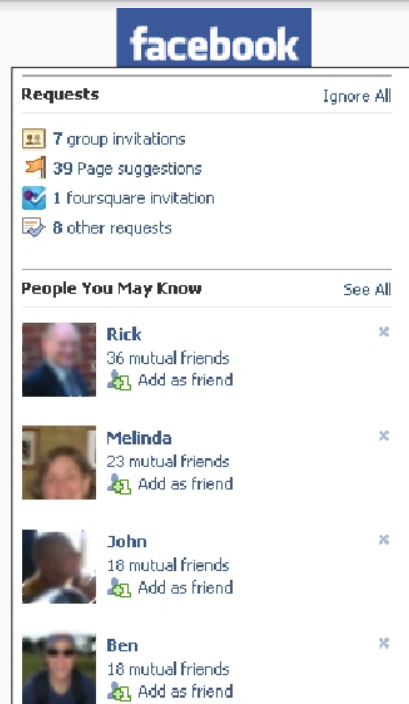 facebook
Requests Ignore All
7 group invitations
39 Page suggestions
1 foursquare invitation
8 other requests
People You May Know See All
Rick
36 mutual friends
Add as friend
Melinda
23 mutual friends
Add as friend
John
18 mutual friends
Add as friend
Ben
18 mutual friends
Add as friend